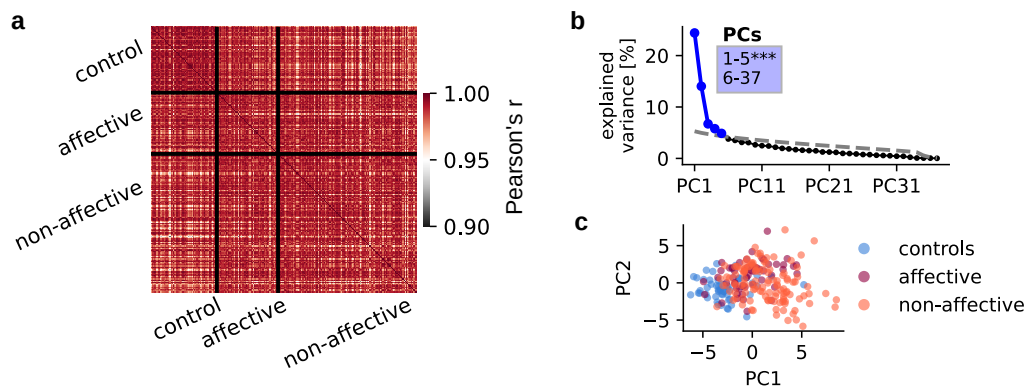 a
control
affective
non-affective
control
affective
non-affective
1.00
0.95
0.90
Pearson's r
b
explained
variance [%]
20
10
0
PC1
PC11
PC21
PC31
PCs
1-5***
6-37
c
PC2
5
0
−5
−5
0
5
PC1
controls
affective
non-affective